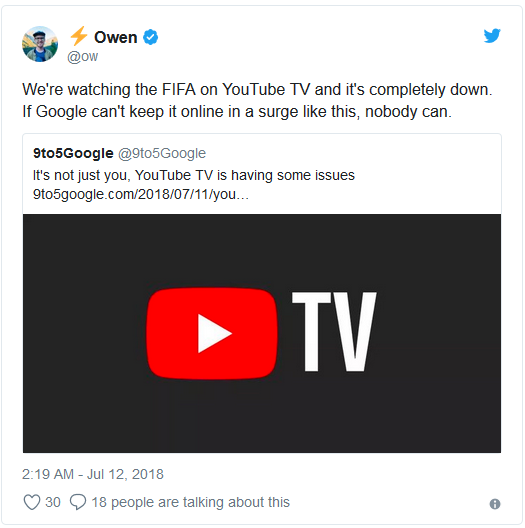 ⚡ Owen
@ow
We're watching the FIFA on YouTube TV and it's completely down.
If Google can't keep it online in a surge like this, nobody can.
9to5Google @9to5Google
It's not just you, YouTube TV is having some issues
9to5google.com/2018/07/11/you…
TV
2:19 AM - Jul 12, 2018
30 18 people are talking about this